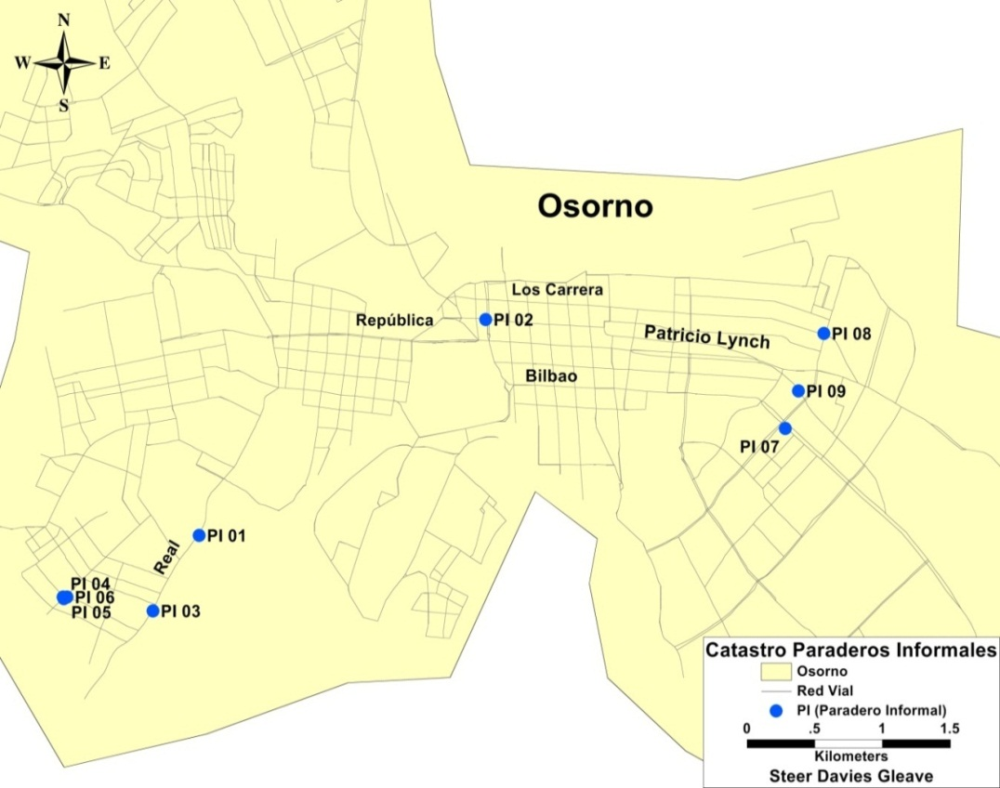 N
W E
S
Osorno
Los Carrera
República
PI 02
Patricio Lynch
PI 08
Bilbao
PI 09
PI 07
PI 01
Real
PI 04
PI 06
PI 05
PI 03
Catastro Paraderos Informales
Osorno
Red Vial
PI (Paradero Informal)
0 .5 1 1.5
Kilometers
Steer Davies Gleave